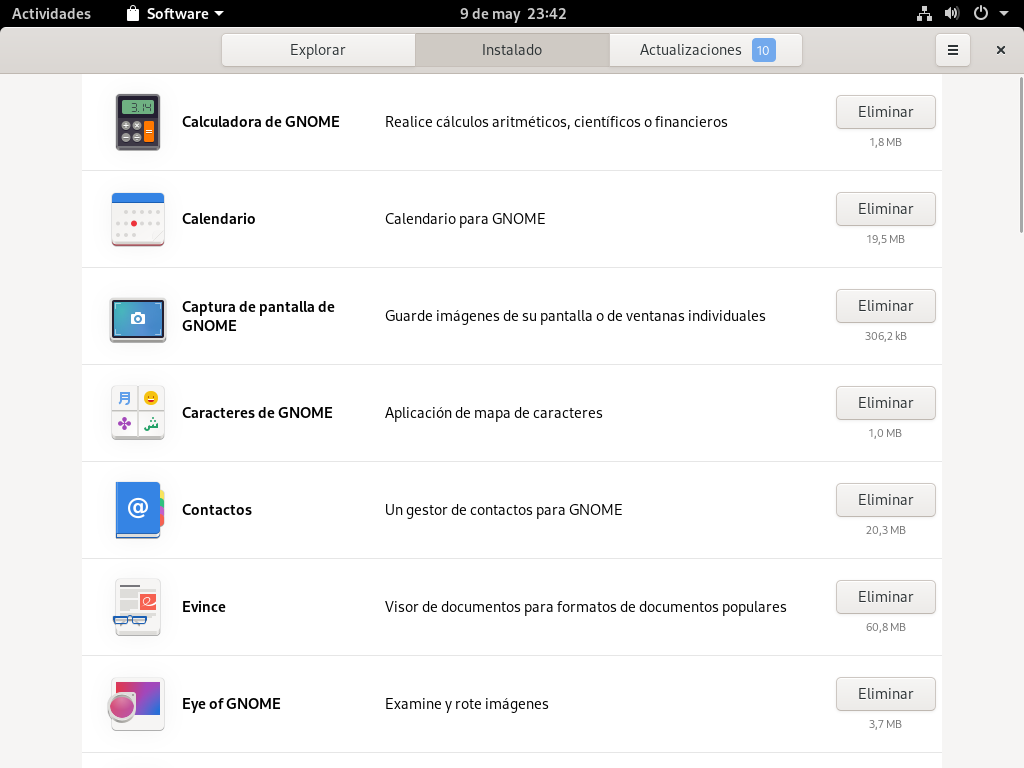 Actividades Software 9 de may 23:42
Explorar Instalado Actualizaciones 10
3.14
Calculadora de GNOME Realice cálculos aritméticos, científicos o financieros Eliminar
1,8 MB
Calendario Calendario para GNOME Eliminar
19,5 MB
Captura de pantalla de
GNOME
Guarde imágenes de su pantalla o de ventanas individuales Eliminar
306,2 kB
月
ش
Caracteres de GNOME Aplicación de mapa de caracteres Eliminar
1,0 MB
@
Contactos Un gestor de contactos para GNOME Eliminar
20,3 MB
Evince Visor de documentos para formatos de documentos populares Eliminar
60,8 MB
Eye of GNOME Examine y rote imágenes Eliminar
3,7 MB